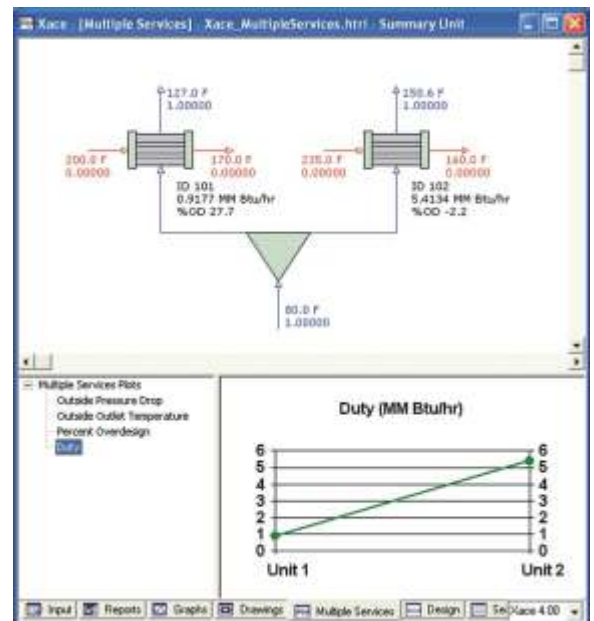 Xace - [Multiple Services] - Xace_MultipleServices.htri - Summary Unit
127.0 F
1.00000
150.6 F
1.00000
200.0 F
0.00000
170.0 F
0.00000
235.0 F
0.00000
160.0 F
0.00000
ID 101
0.9177 MM Btu/hr
%OD 27.7
ID 102
5.4134 MM Btu/hr
%OD -2.2
80.0 F
1.00000
Multiple Services Plots
Outside Pressure Drop
Outside Outlet Temperature
Percent Overdesign
Duty
Duty (MM Btu/hr)
6 6
5 5
4 4
3 3
2 2
1 1
0 0
Unit 1 Unit 2
Input Reports Graphs Drawings Multiple Services Design Se Xace 4.00